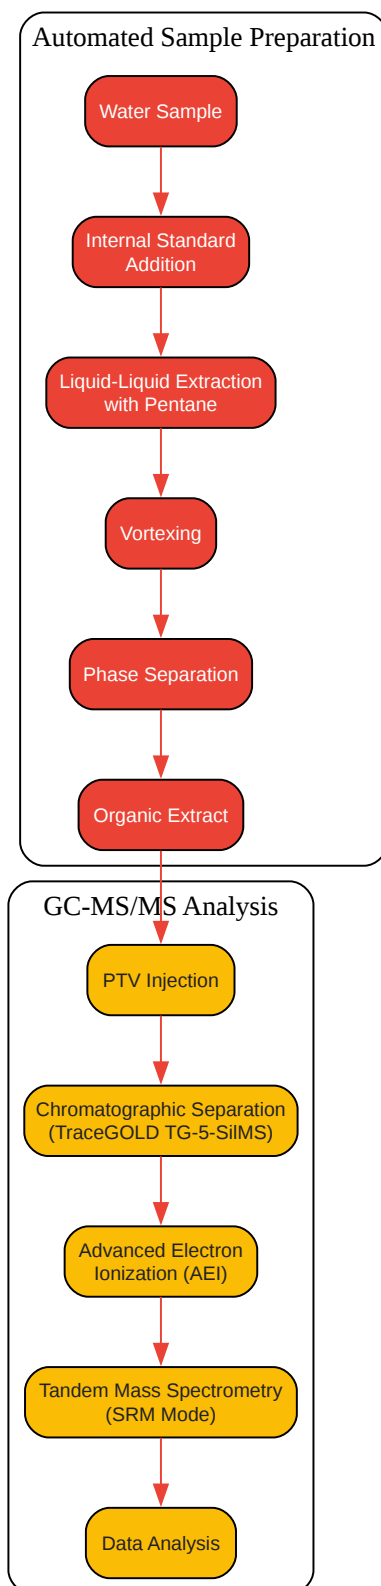 Automated Sample Preparation
Water Sample
Internal Standard
Addition
Liquid-Liquid Extraction
with Pentane
Vortexing
Phase Separation
Organic Extract
GC-MS/MS Analysis
PTV Injection
Chromatographic Separation
(TraceGOLD TG-5-SilMS)
Advanced Electron
Ionization (AEI)
Tandem Mass Spectrometry
(SRM Mode)
Data Analysis